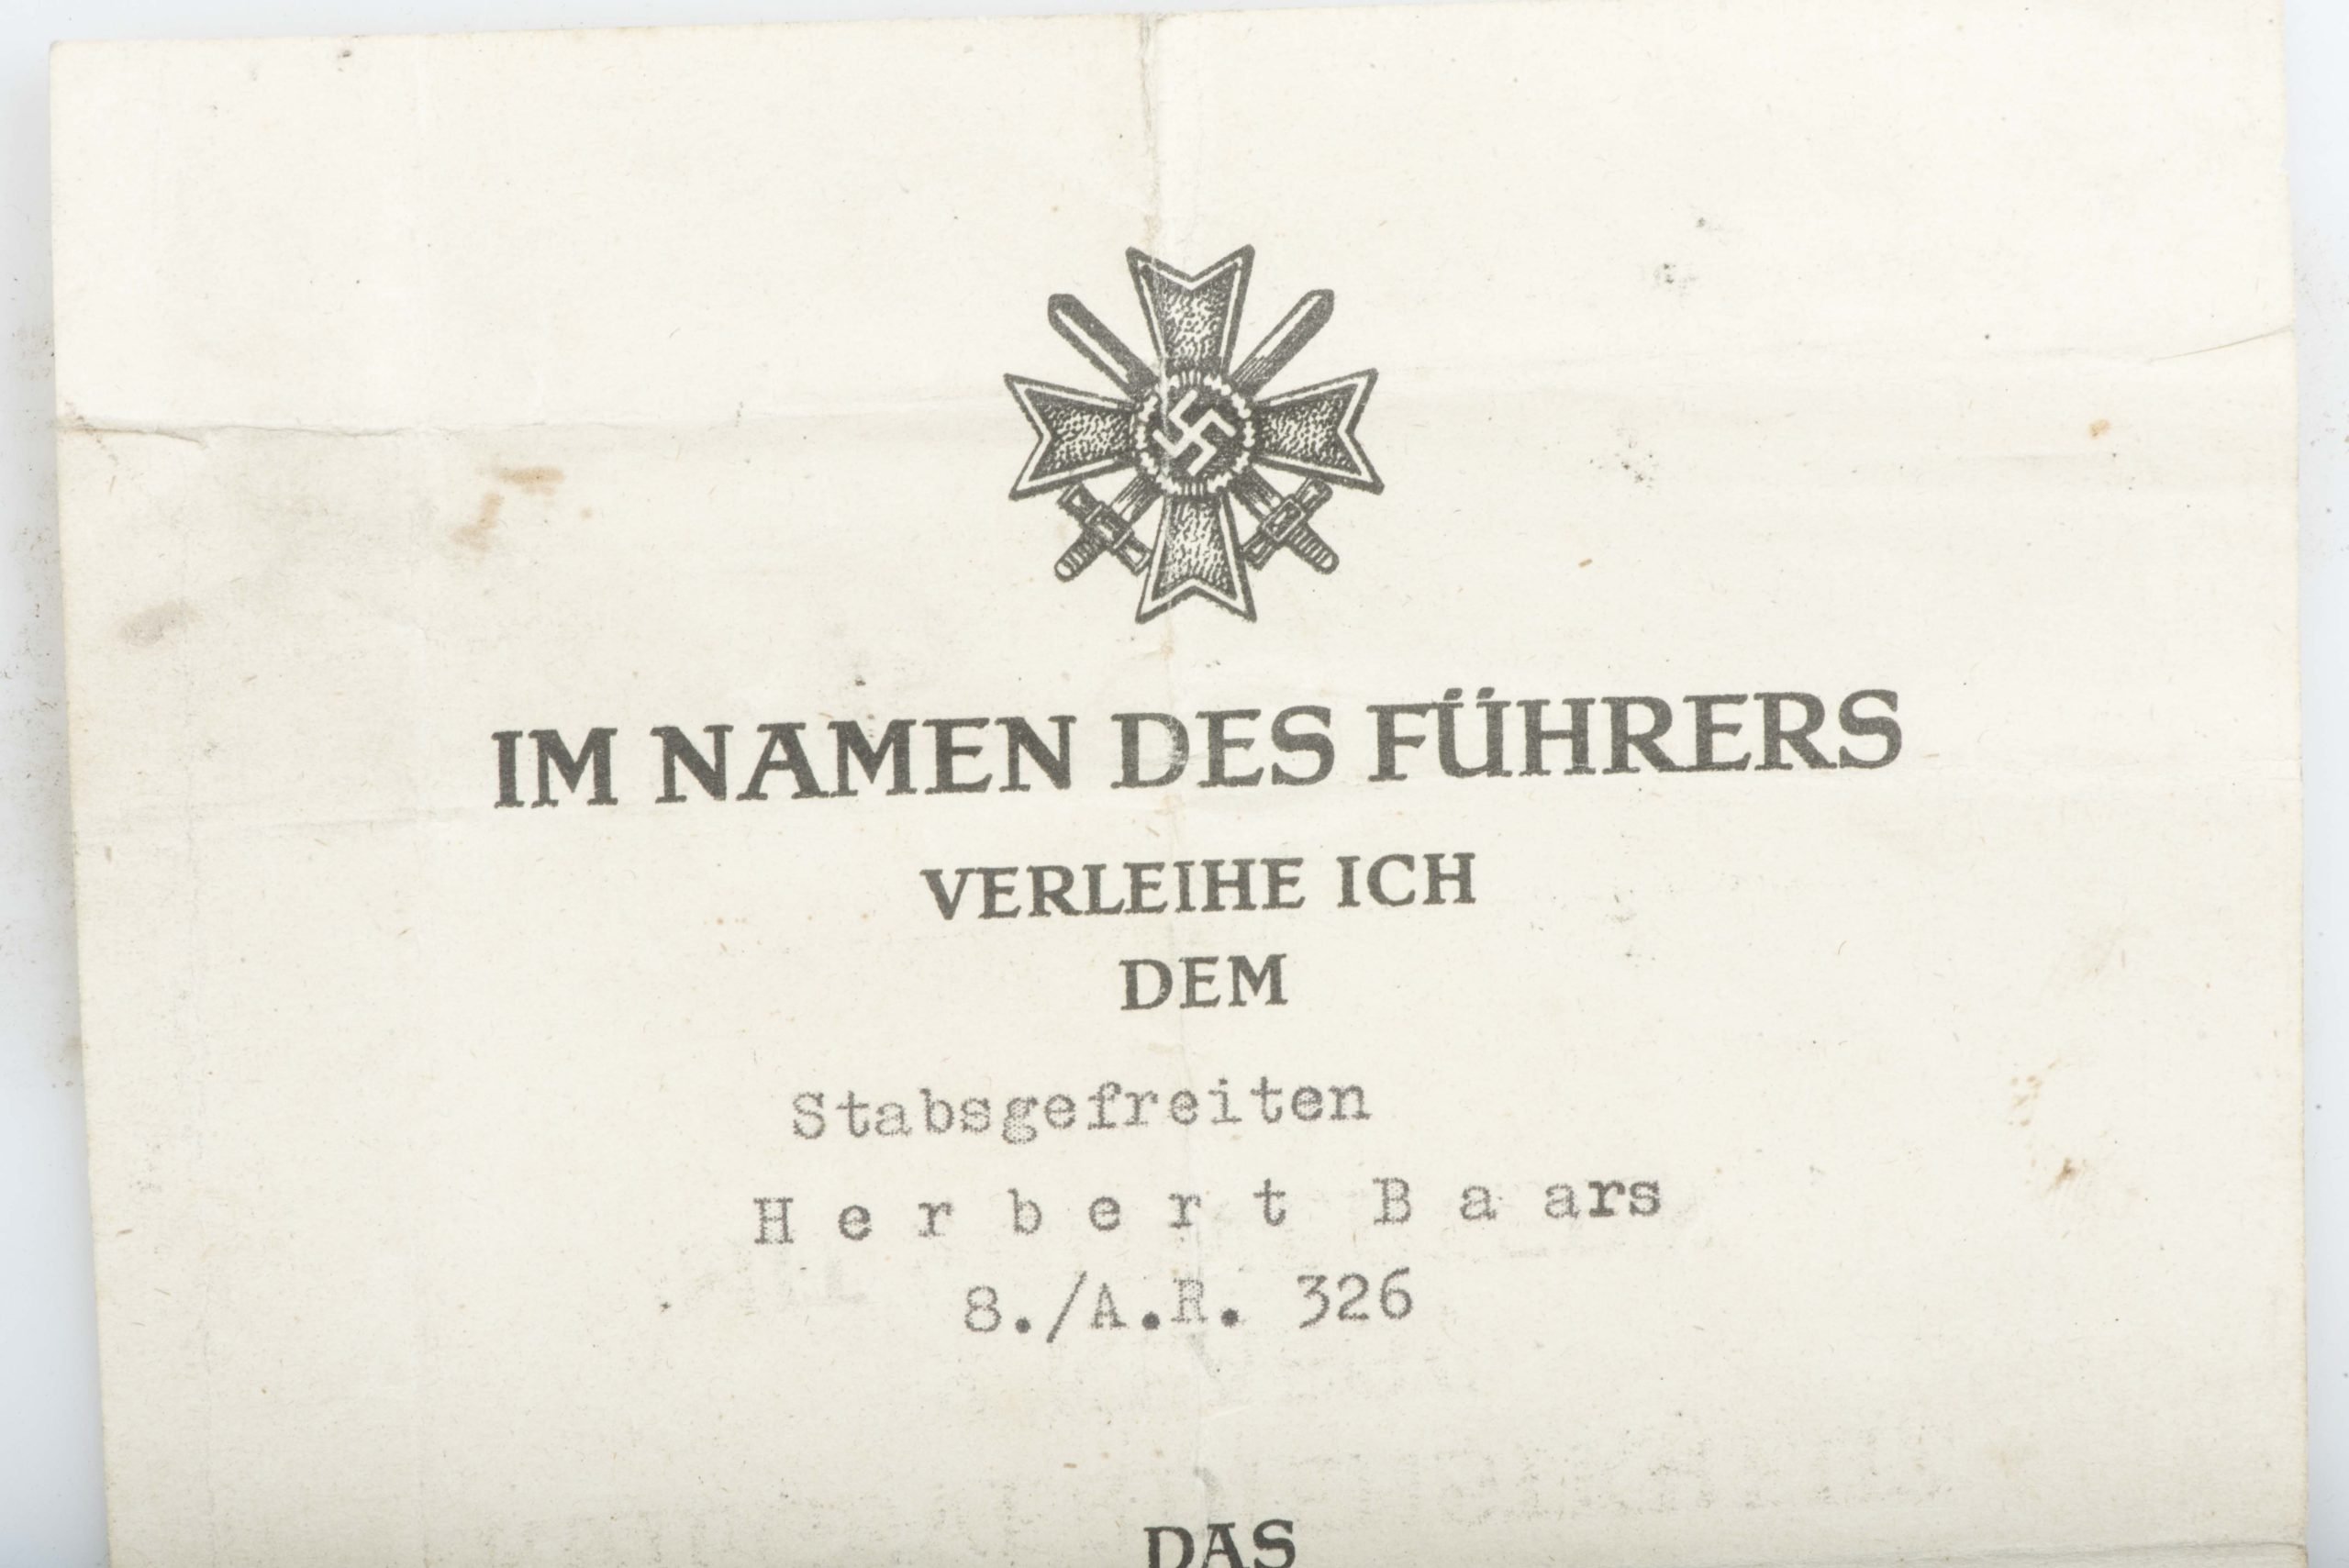 IM NAMEN DES FÜHRERS
VERLEIHE ICH
DEM
Stabsgefreiten
H e r b e r t B a ars
8./A.R. 326
DAS